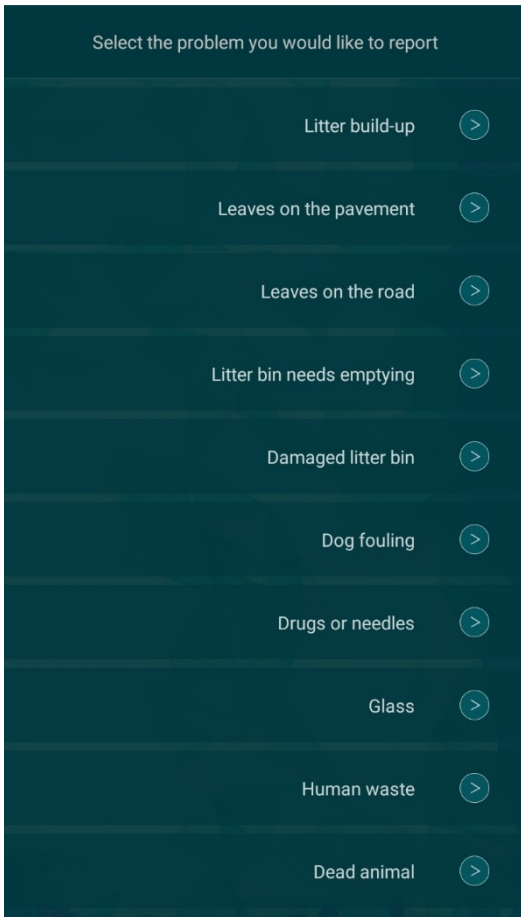 Select the problem you would like to report
Litter build-up >
Leaves on the pavement >
Leaves on the road >
Litter bin needs emptying >
Damaged litter bin >
Dog fouling >
Drugs or needles >
Glass >
Human waste >
Dead animal >